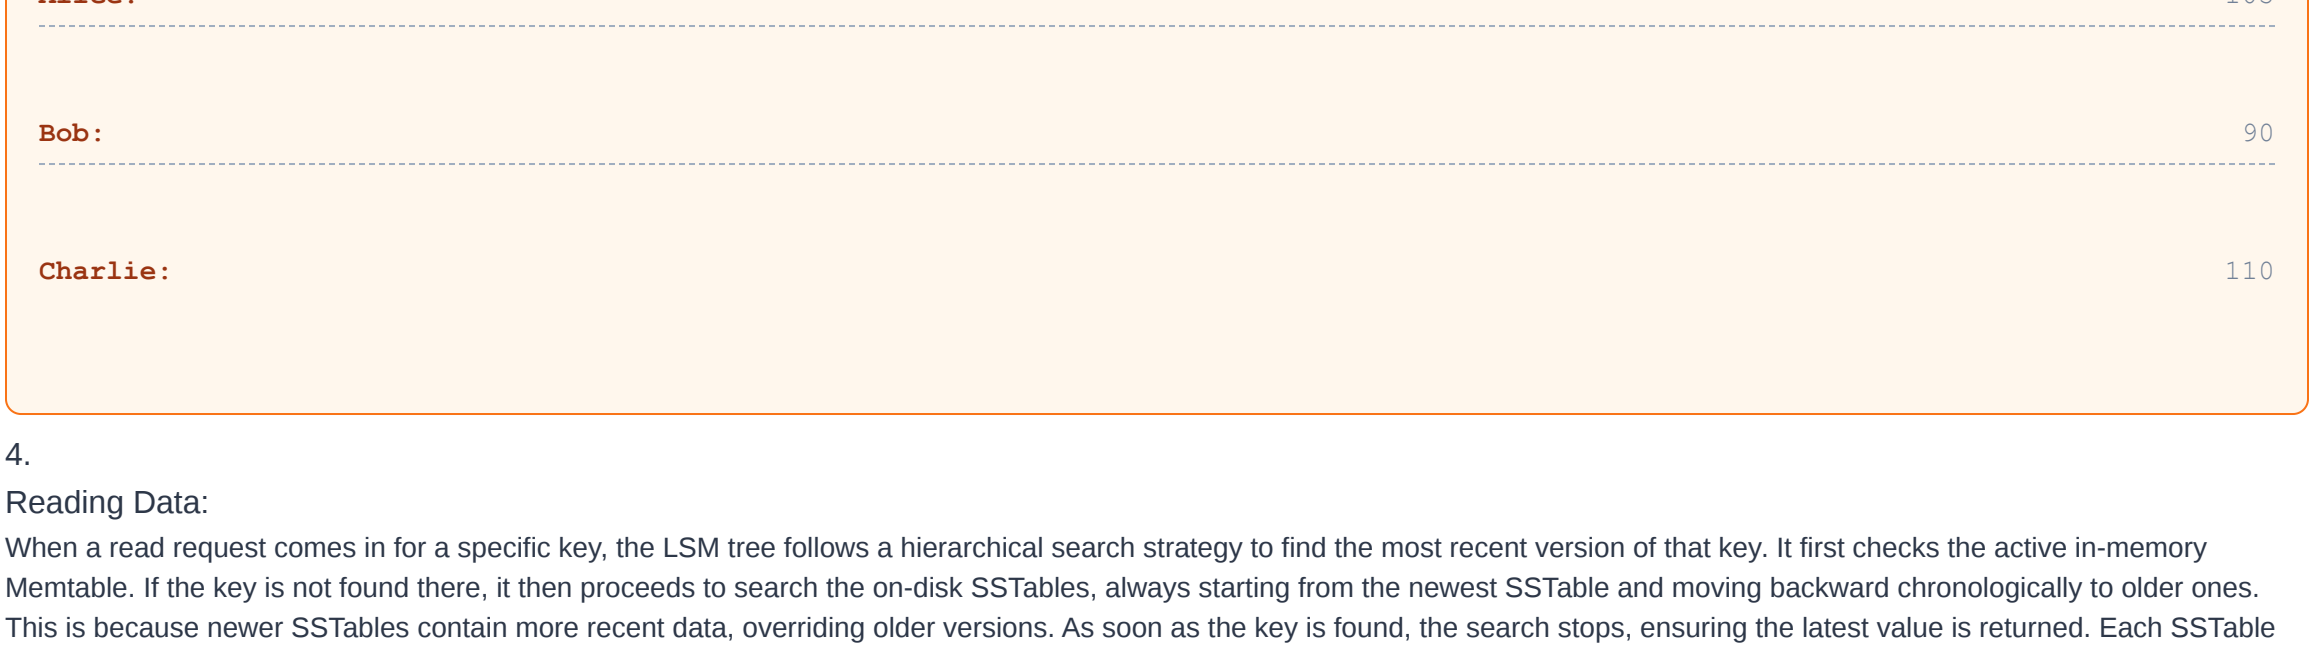 Alice: 105
Bob: 90
Charlie: 110
4.
Reading Data:
When a read request comes in for a specific key, the LSM tree follows a hierarchical search strategy to find the most recent version of that key. It first checks the active in-memory
Memtable. If the key is not found there, it then proceeds to search the on-disk SSTables, always starting from the newest SSTable and moving backward chronologically to older ones.
This is because newer SSTables contain more recent data, overriding older versions. As soon as the key is found, the search stops, ensuring the latest value is returned. Each SSTable